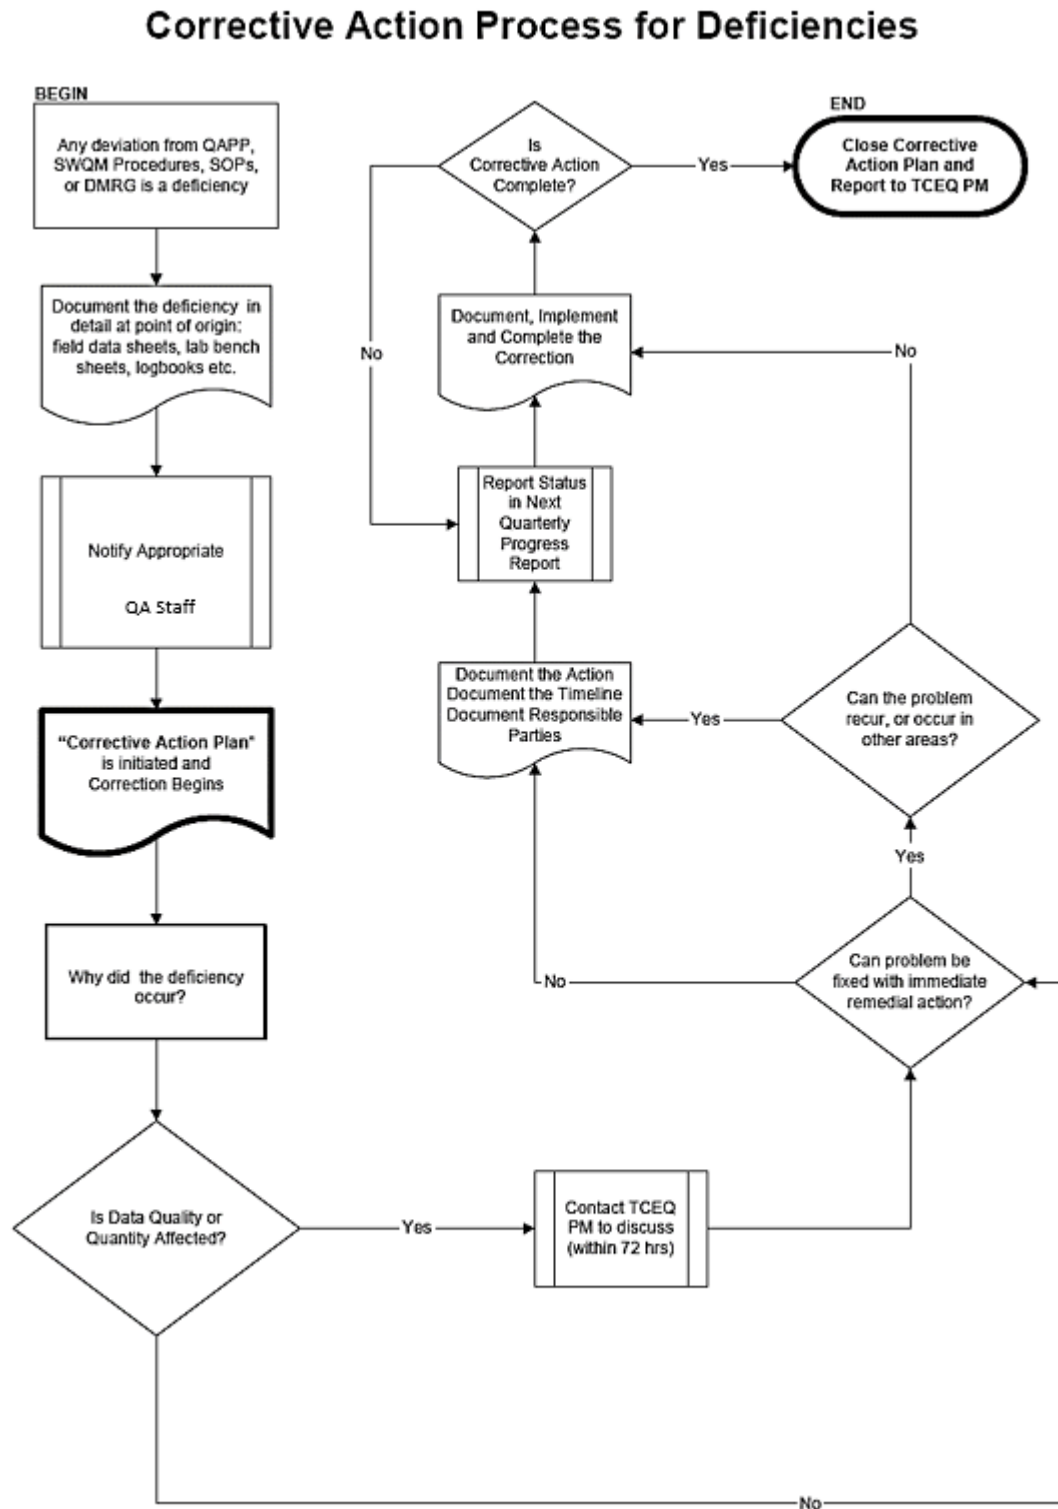 Corrective Action Process for Deficiencies
BEGIN
Any deviation from QAPP,
SWQM Procedures, SOPs,
or DMRG is a deficiency
Document the deficiency in
detail at point of origin:
field data sheets, lab bench
sheets, logbooks etc.
Notify Appropriate
QA Staff
“Corrective Action Plan”
is initiated and
Correction Begins
Why did the deficiency
occur?
Is Data Quality or
Quantity Affected?
Yes
No
Contact TCEQ
PM to discuss
(within 72 hrs)
Can problem be
fixed with immediate
remedial action?
No
Yes
Can the problem
recur, or occur in
other areas?
Yes
No
Document the Action
Document the Timeline
Document Responsible
Parties
Report Status
in Next
Quarterly
Progress
Report
Document, Implement
and Complete the
Correction
Is
Corrective Action
Complete?
No
Yes
END
Close Corrective
Action Plan and
Report to TCEQ PM